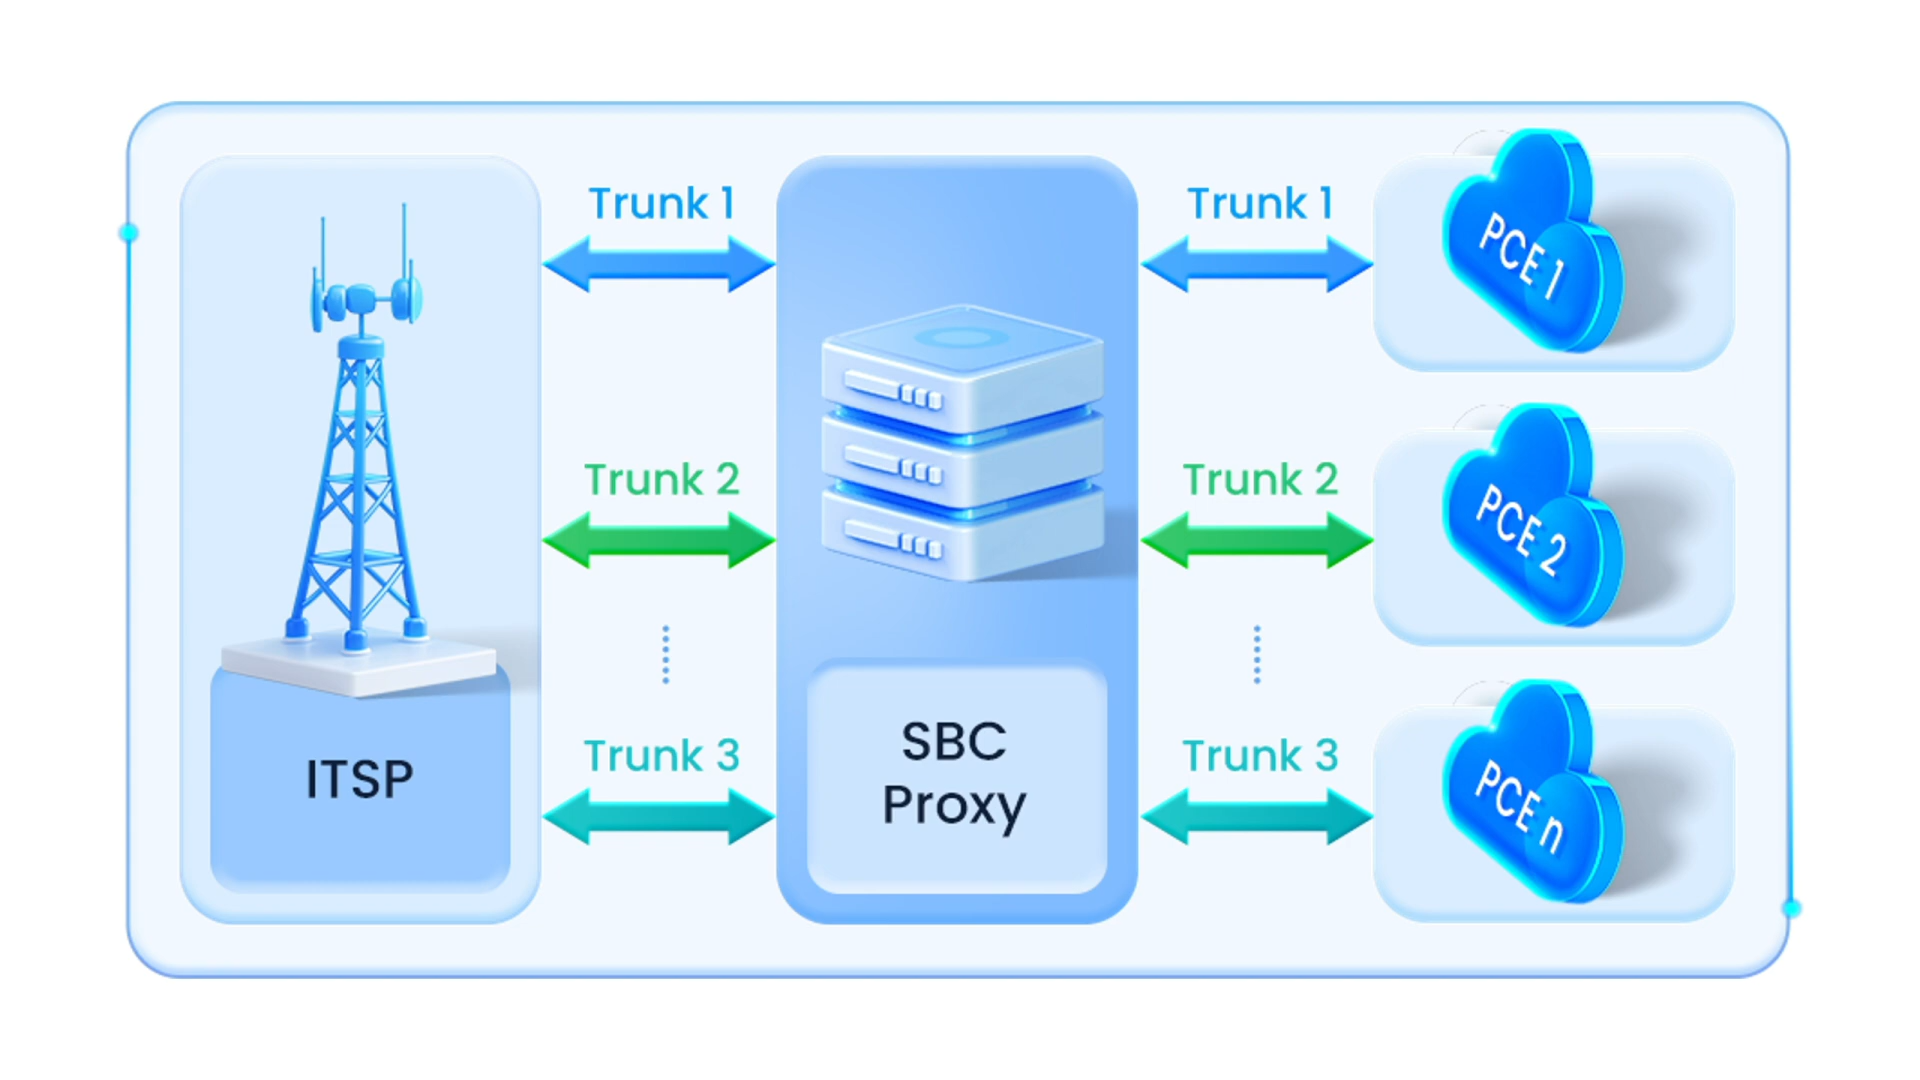 Trunk 1
Trunk 1
PCE 1
Trunk 2
Trunk 2
PCE 2
ITSP
SBC
Proxy
Trunk 3
Trunk 3
PCE n